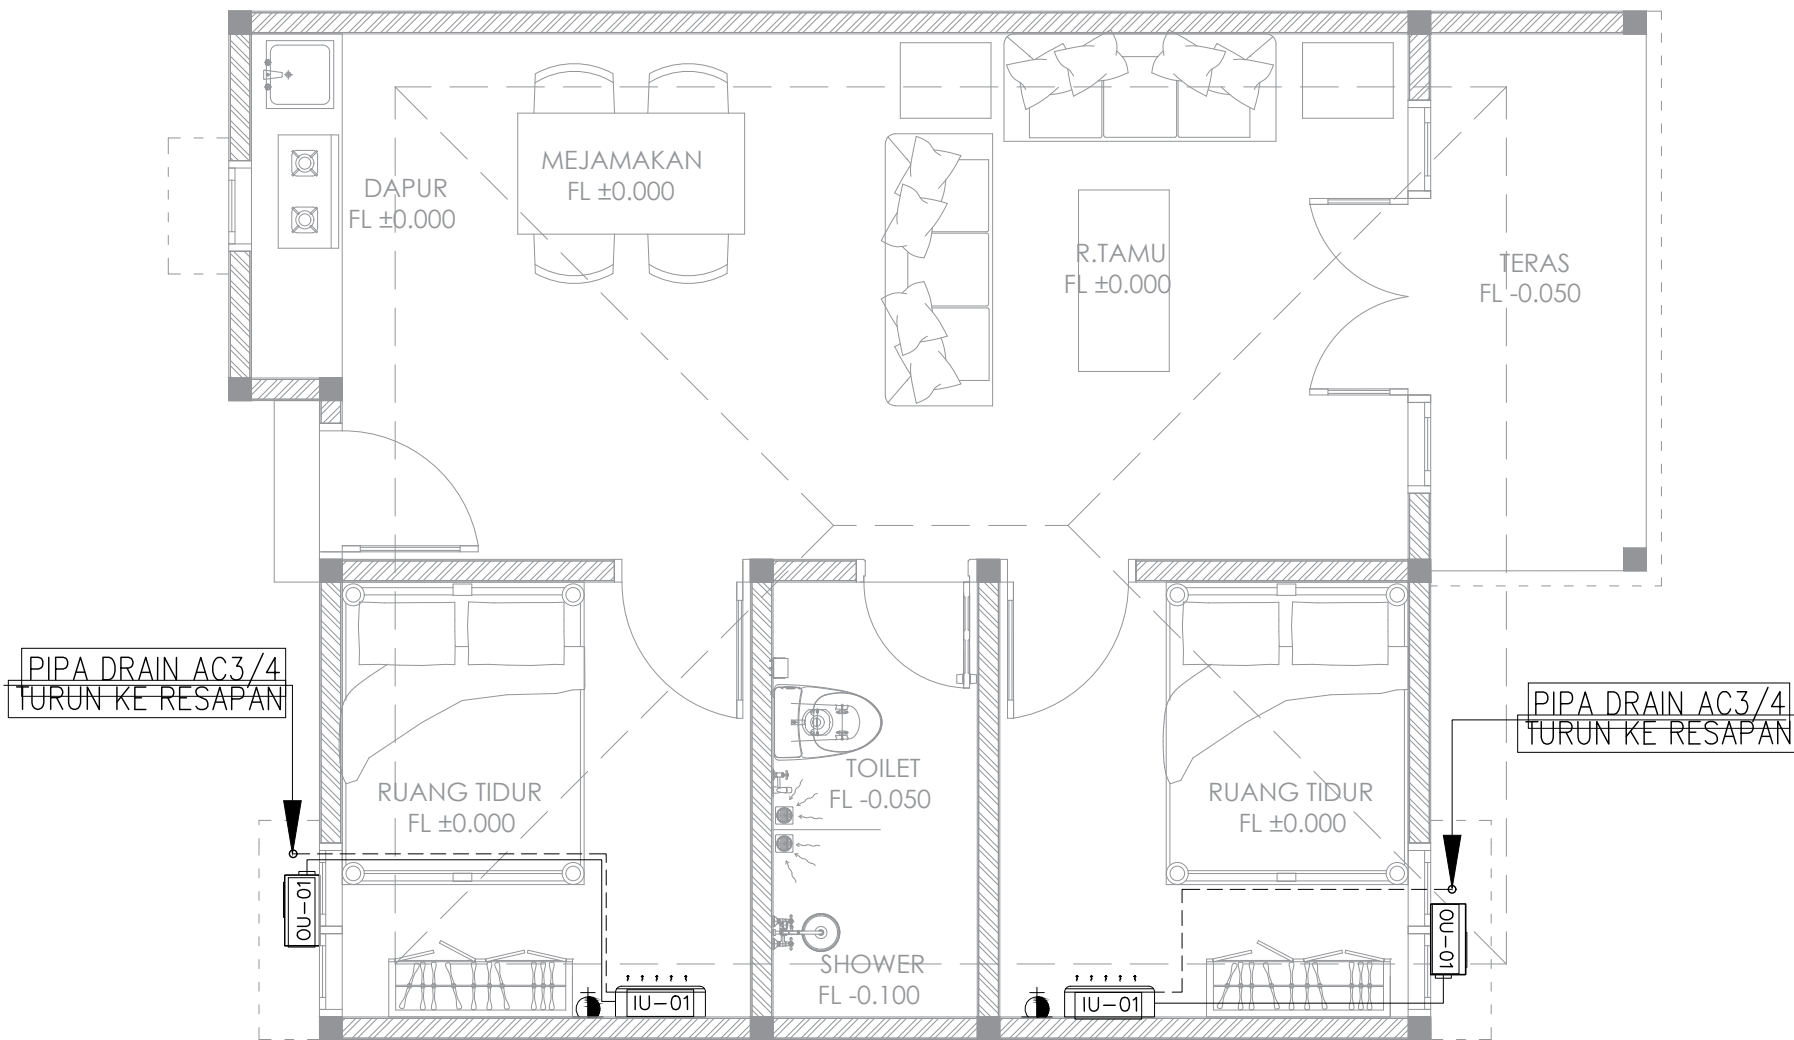 MEJAMAKAN
FL ±0.000
DAPUR
FL ±0.000
R.TAMU
FL ±0.000
TERAS
FL -0.050
PIPA DRAIN AC3/4
TURUN KE RESAPAN
PIPA DRAIN AC3/4
TURUN KE RESAPAN
RUANG TIDUR
FL ±0.000
TOILET
FL -0.050
RUANG TIDUR
FL ±0.000
OU-01
OU-01
SHOWER
FL -0.100
IU-01
IU-01